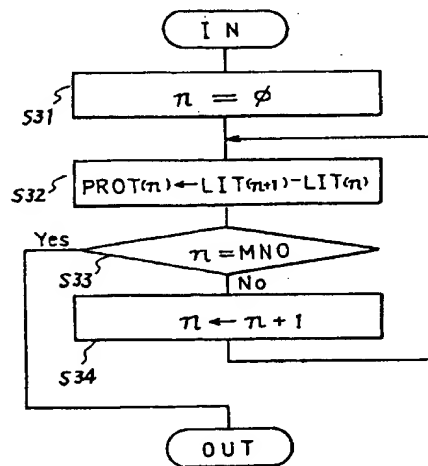 IN
S31
n = ø
S32
PROT(n)←LIT(n+1)-LIT(n)
Yes
n=MNO
S33
No
n ← n+1
S34
OUT